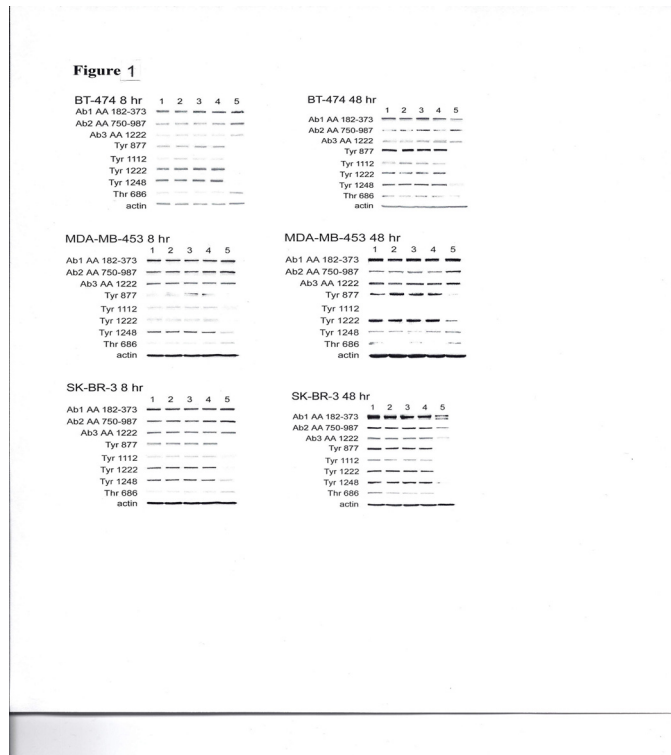 Figure 1
BT-474 8 hr 1 2 3 4 5
Ab1 AA 182-373
Ab2 AA 750-987
Ab3 AA 1222
Tyr 877
Tyr 1112
Tyr 1222
Tyr 1248
Thr 686
actin
BT-474 48 hr
1 2 3 4 5
Ab1 AA 182-373
Ab2 AA 750-987
Ab3 AA 1222
Tyr 877
Tyr 1112
Tyr 1222
Tyr 1248
Thr 686
actin
MDA-MB-453 8 hr
1 2 3 4 5
Ab1 AA 182-373
Ab2 AA 750-987
Ab3 AA 1222
Tyr 877
Tyr 1112
Tyr 1222
Tyr 1248
Thr 686
actin
MDA-MB-453 48 hr
1 2 3 4 5
Ab1 AA 182-373
Ab2 AA 750-987
Ab3 AA 1222
Tyr 877
Tyr 1112
Tyr 1222
Tyr 1248
Thr 686
actin
SK-BR-3 8 hr
1 2 3 4 5
Ab1 AA 182-373
Ab2 AA 750-987
Ab3 AA 1222
Tyr 877
Tyr 1112
Tyr 1222
Tyr 1248
Thr 686
actin
SK-BR-3 48 hr
1 2 3 4 5
Ab1 AA 182-373
Ab2 AA 750-987
Ab3 AA 1222
Tyr 877
Tyr 1112
Tyr 1222
Tyr 1248
Thr 686
actin